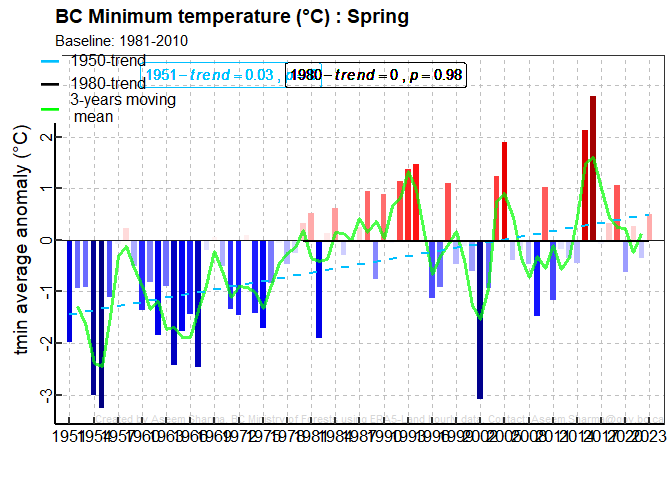 BC Minimum temperature (°C) : Spring
Baseline: 1981-2010
1950-trend
1980-trend
3-years moving
mean
1951-trend = 0.03 , p
1980-trend = 0 , p = 0.98
tmin average anomaly (°C)
2
1
0
-1
-2
-3
1951 1954 1957 1960 1963 1966 1969 1972 1975 1978 1981 1984 1987 1990 1993 1996 1999 2002 2005 2008 2011 2014 2017 2020 2023